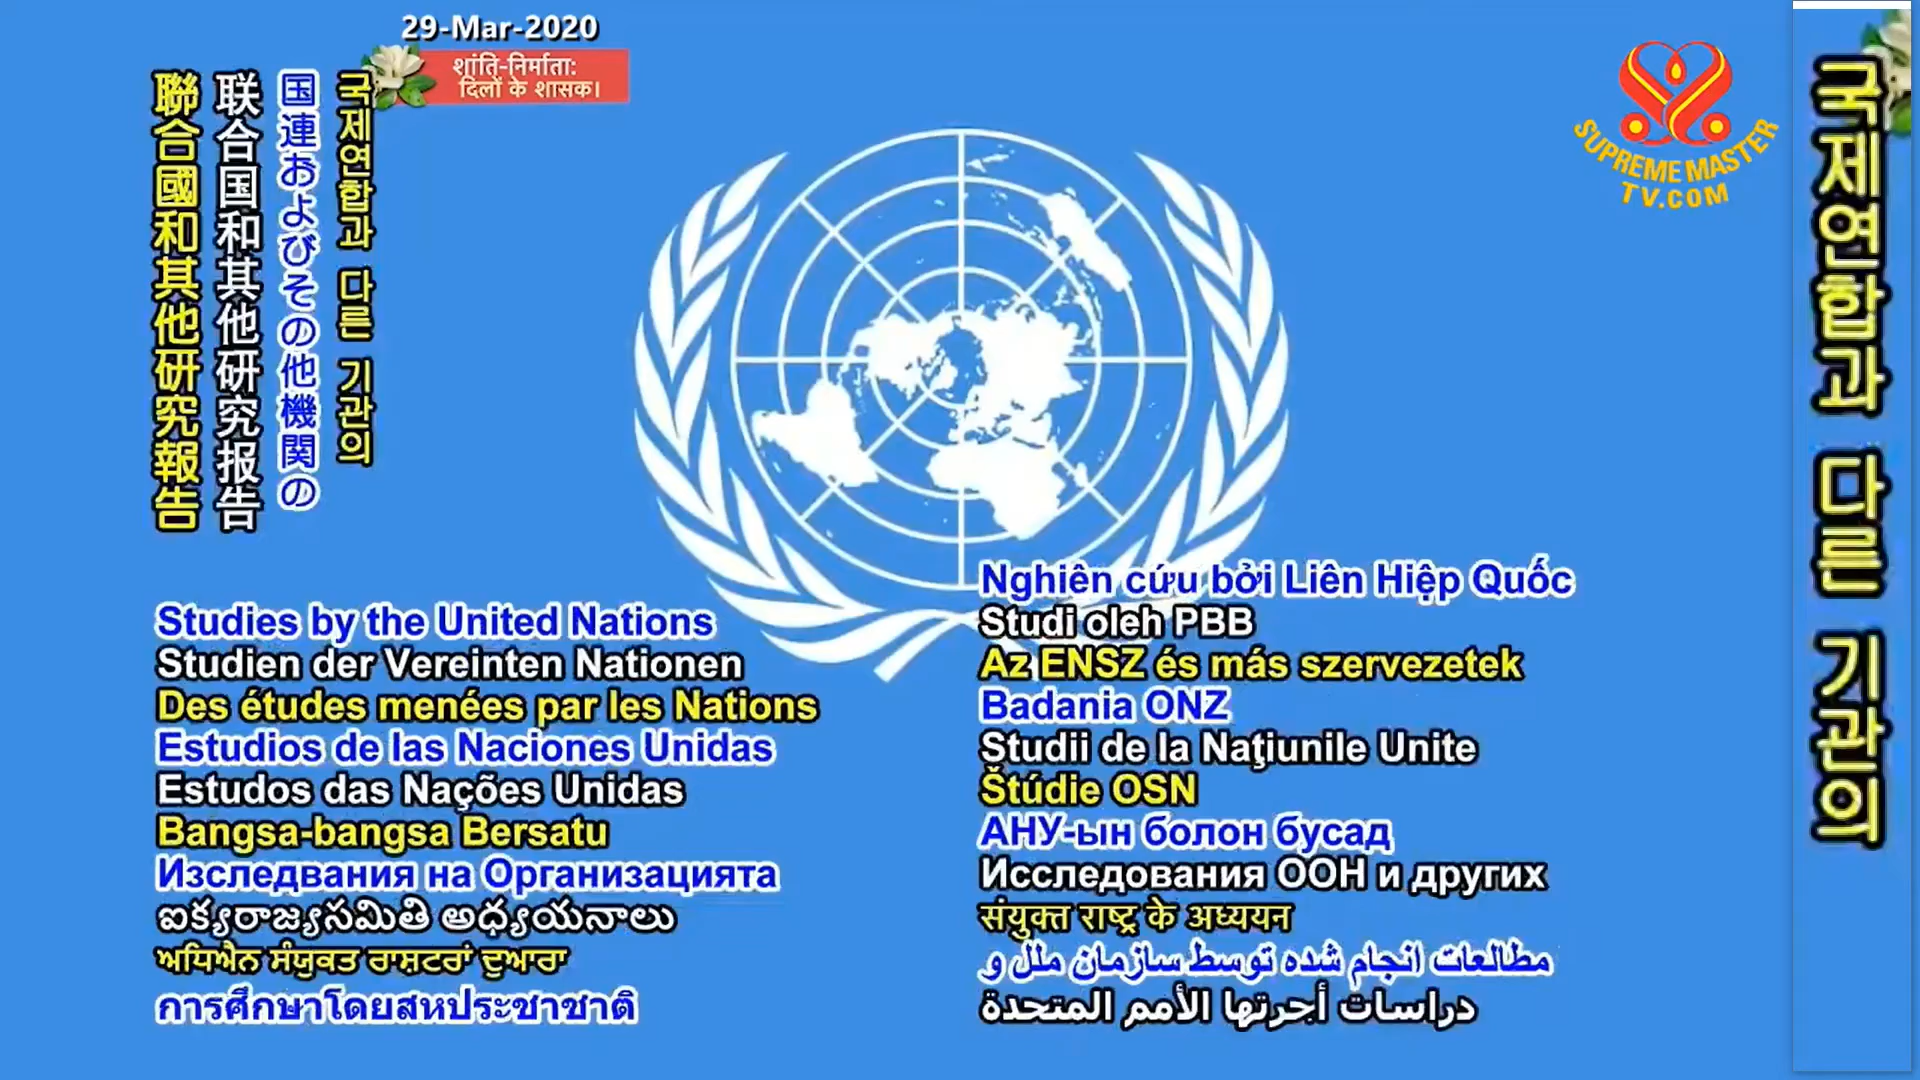 29-Mar-2020
शांति-निर्माता:
दिलों के शासक।
SUPREME MASTER
TV.COM
聯合國和其他研究報告
联合国和其他研究报告
国連およびその他機関の
국제연합과 다른 기관의
Studies by the United Nations
Studien der Vereinten Nationen
Des études menées par les Nations
Estudios de las Naciones Unidas
Estudos das Nações Unidas
Bangsa-bangsa Bersatu
Изследвания на Организацията
ఐక్యరాజ్యసమితి అధ్యయనాలు
ਅਧਿਐਨ ਸੰਯੁਕਤ ਰਾਸ਼ਟਰਾਂ ਦੁਆਰਾ
การศึกษาโดยสหประชาชาติ
Nghiên cứu bởi Liên Hiệp Quốc
Studi oleh PBB
Az ENSZ és más szervezetek
Badania ONZ
Studii de la Naţiunile Unite
Štúdie OSN
АНУ-ын болон бусад
Исследования ООН и других
संयुक्त राष्ट्र के अध्ययन
مطالعات انجام شده توسط سازمان ملل و
دراسات أجرتها الأمم المتحدة
국제연합과 다른 기관의